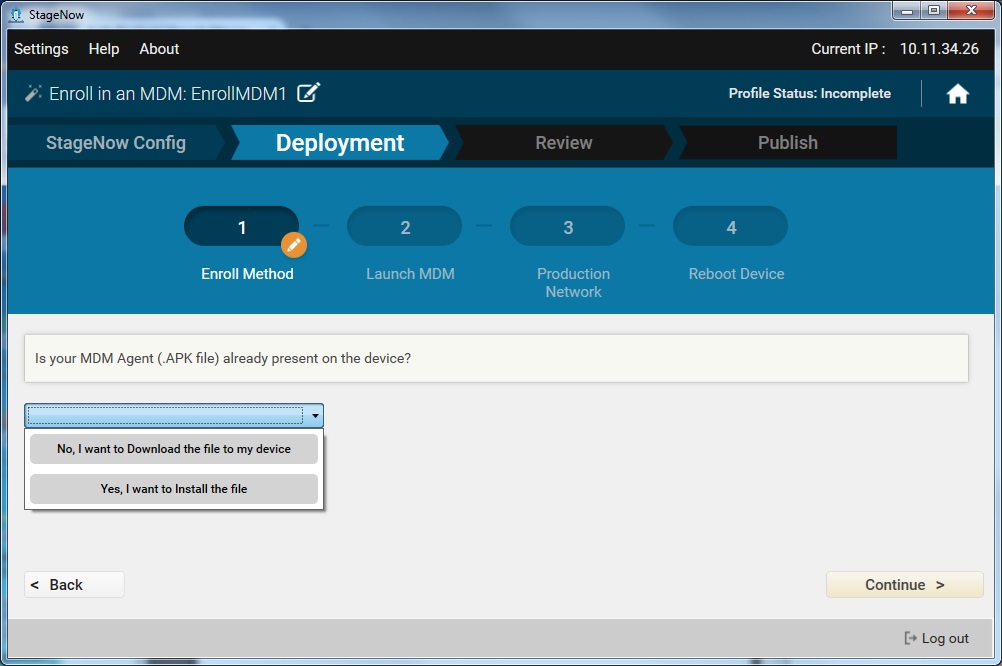 StageNow
Settings Help About Current IP : 10.11.34.26
Enroll in an MDM: EnrollMDM1 Profile Status: Incomplete
StageNow Config Deployment Review Publish
1 2 3 4
Enroll Method Launch MDM Production Network Reboot Device
Is your MDM Agent (.APK file) already present on the device?
No, I want to Download the file to my device
Yes, I want to Install the file
< Back Continue >
Log out